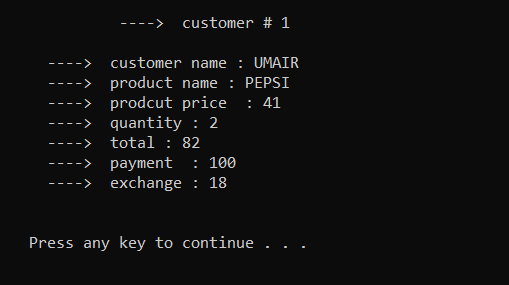 ----> customer # 1
----> customer name : UMAIR
----> product name : PEPSI
----> prodcut price  : 41
----> quantity : 2
----> total : 82
----> payment  : 100
----> exchange : 18
Press any key to continue . . .